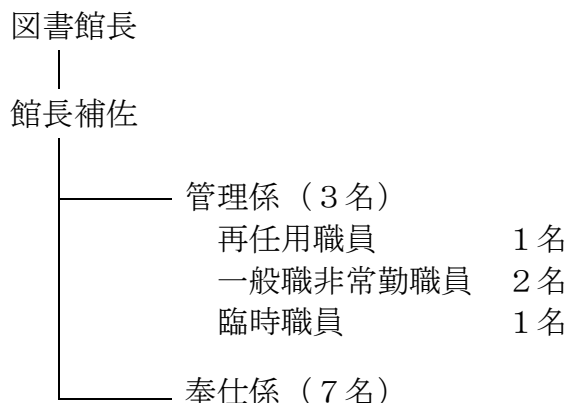 図書館長
館長補佐
管理係（３名）
再任用職員　１名
一般職非常勤職員　２名
臨時職員　１名
奉仕係（７名）